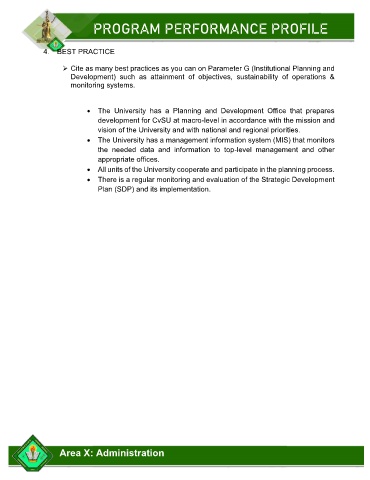 PROGRAM PERFORMANCE PROFILE
4. BEST PRACTICE
➢ Cite as many best practices as you can on Parameter G (Institutional Planning and
Development) such as attainment of objectives, sustainability of operations &
monitoring systems.
• The University has a Planning and Development Office that prepares
development for CvSU at macro-level in accordance with the mission and
vision of the University and with national and regional priorities.
• The University has a management information system (MIS) that monitors
the needed data and information to top-level management and other
appropriate offices.
• All units of the University cooperate and participate in the planning process.
• There is a regular monitoring and evaluation of the Strategic Development
Plan (SDP) and its implementation.
Area X: Administration